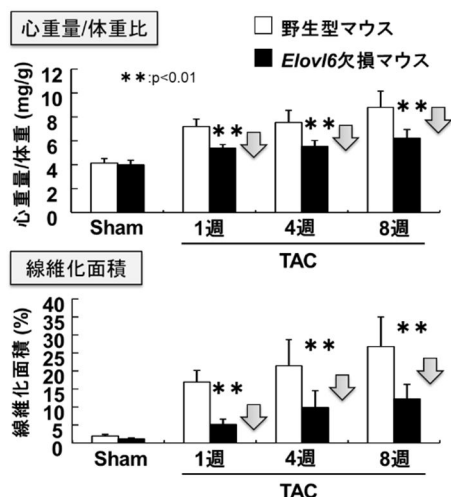 心重量/体重比
野生型マウス
Elovl6欠損マウス
**:p<0.01
心重量/体重 (mg/g)
12
10
8
6
4
2
0
** ** **
Sham 1週 4週 8週
TAC
線維化面積
線維化面積 (%)
40
35
30
25
20
15
10
5
0
** ** **
Sham 1週 4週 8週
TAC